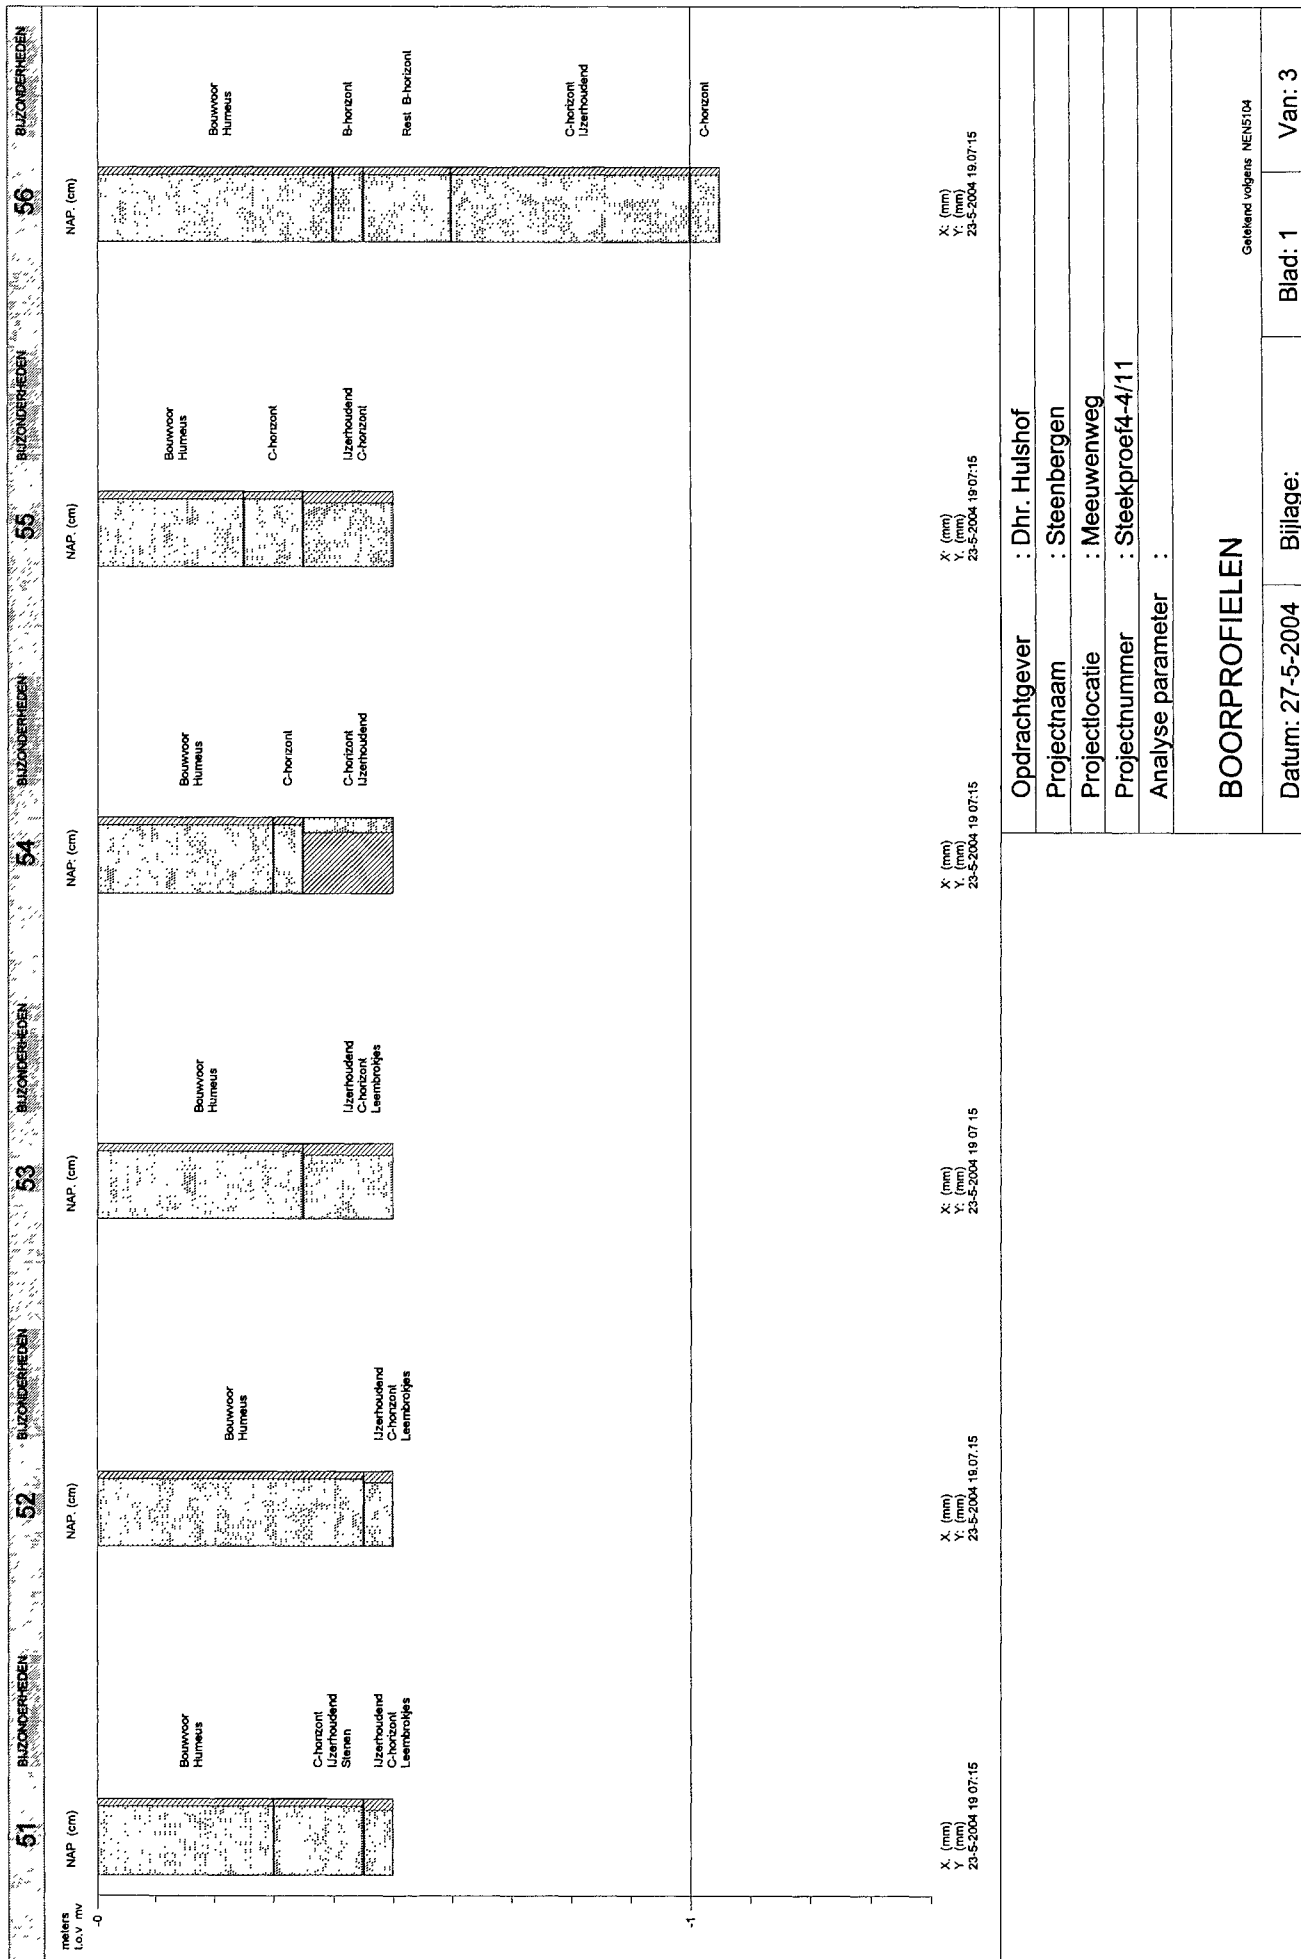 51 BIJZONDERHEDEN 52 BIJZONDERHEDEN 53 BIJZONDERHEDEN 54 BIJZONDERHEDEN 55 BIJZONDERHEDEN 56 BIJZONDERHEDEN
meters
t.o.v. mv
-0
-1
NAP (cm)
Bouwvoor
Humeus
C-horizont
IJzerhoudend
Stenen
IJzerhoudend
C-horizont
Leembrokjes
X. (mm)
Y (mm)
23-5-2004 19 07:15
NAP. (cm)
Bouwvoor
Humeus
IJzerhoudend
C-horizont
Leembrokjes
X. (mm)
Y: (mm)
23-5-2004 19.07.15
NAP. (cm)
Bouwvoor
Humeus
IJzerhoudend
C-horizont
Leembrokjes
X: (mm)
Y: (mm)
23-5-2004 19 07 15
NAP. (cm)
Bouwvoor
Humeus
C-horizont
C-horizont
IJzerhoudend
X: (mm)
Y. (mm)
23-5-2004 19 07:15
NAP. (cm)
Bouwvoor
Humeus
C-horizont
IJzerhoudend
C-horizont
X: (mm)
Y. (mm)
23-5-2004 19:07:15
NAP. (cm)
Bouwvoor
Humeus
B-horizont
Rest B-horizont
C-horizont
IJzerhoudend
C-horizont
X: (mm)
Y: (mm)
23-5-2004 19.07:15
Opdrachtgever : Dhr. Hulshof
Projectnaam : Steenbergen
Projectlocatie : Meeuwenweg
Projectnummer : Steekproef4-4/11
Analyse parameter :
BOORPROFIELEN
Getekend volgens NEN5104
Datum: 27-5-2004 Bijlage: Blad: 1 Van: 3